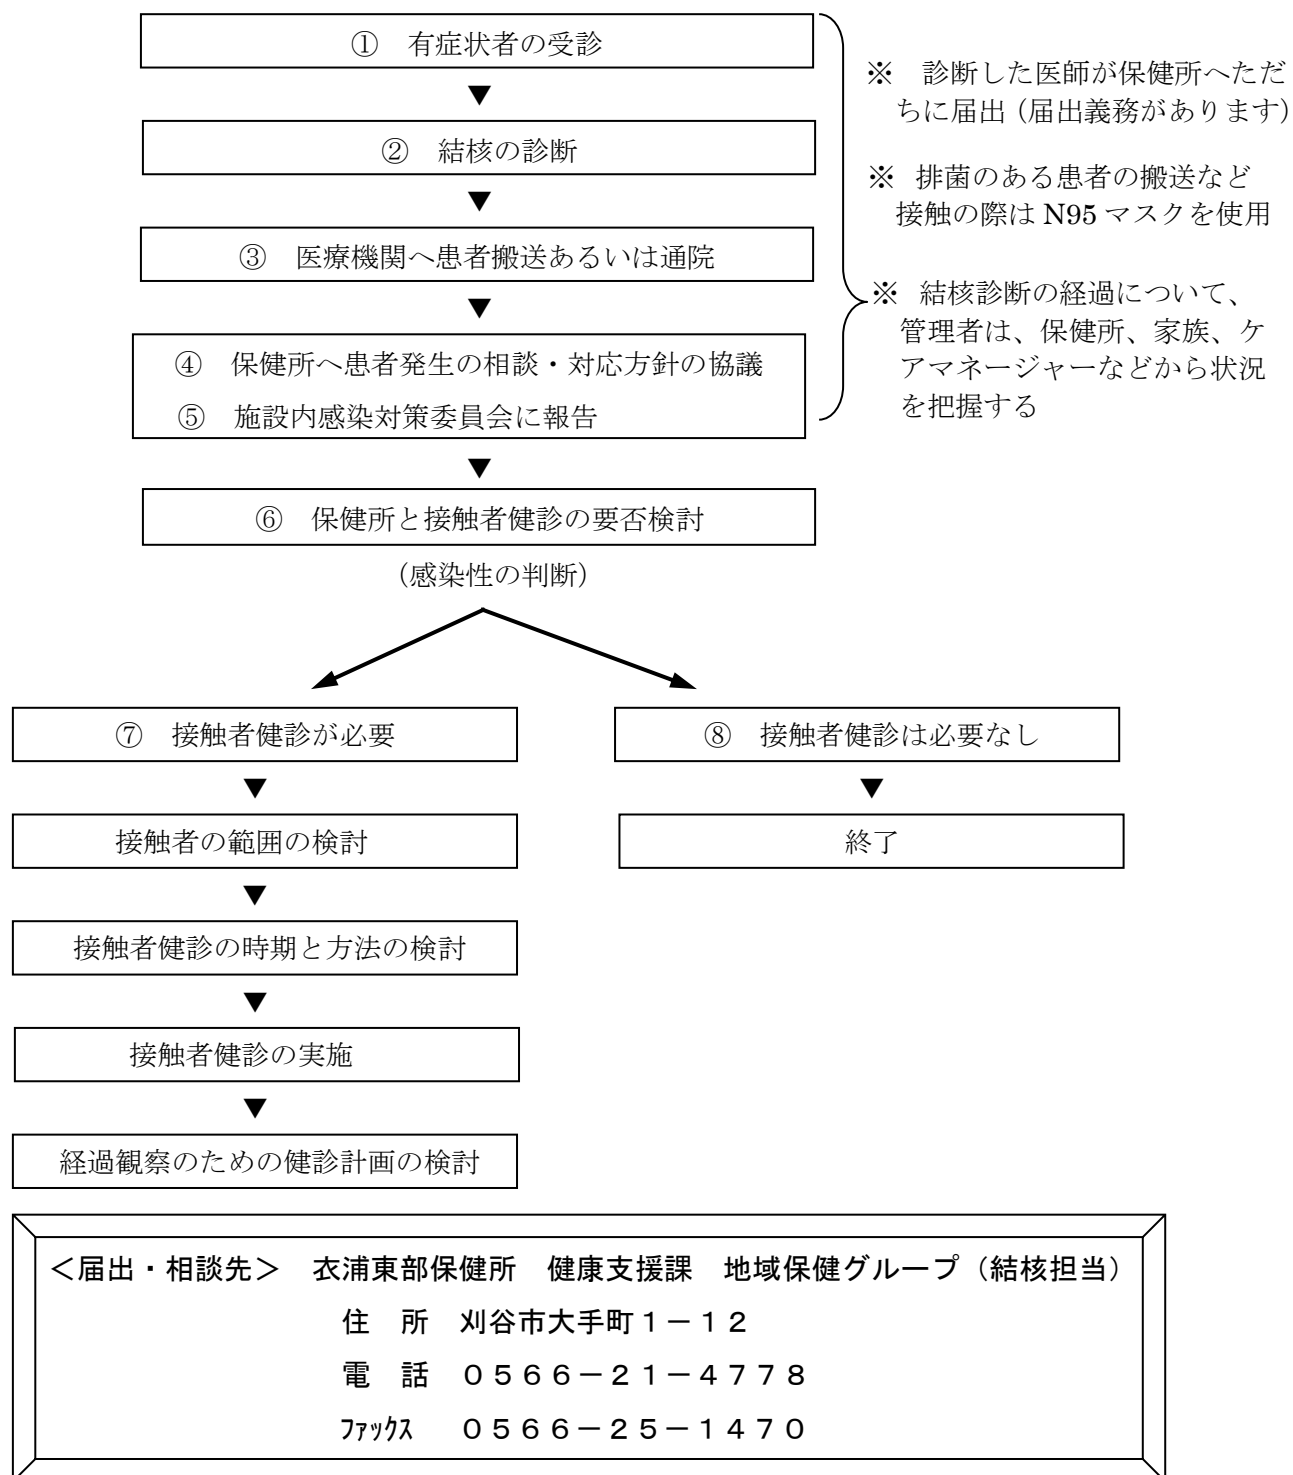 ① 有症状者の受診
▼
② 結核の診断
▼
③ 医療機関へ患者搬送あるいは通院
▼
④ 保健所へ患者発生の相談・対応方針の協議
⑤ 施設内感染対策委員会に報告
※ 診断した医師が保健所へただ
ちに届出（届出義務があります）
※ 排菌のある患者の搬送など
接触の際は N95 マスクを使用
※ 結核診断の経過について、
管理者は、保健所、家族、ケ
アマネージャーなどから状況
を把握する
▼
⑥ 保健所と接触者健診の要否検討
（感染性の判断）
⑦ 接触者健診が必要
▼
接触者の範囲の検討
▼
接触者健診の時期と方法の検討
▼
接触者健診の実施
▼
経過観察のための健診計画の検討
⑧ 接触者健診は必要なし
▼
終了
＜届出・相談先＞ 衣浦東部保健所 健康支援課 地域保健グループ（結核担当）
住 所 刈谷市大手町１－１２
電 話 ０５６６－２１－４７７８
ﾌｧｯｸｽ ０５６６－２５－１４７０